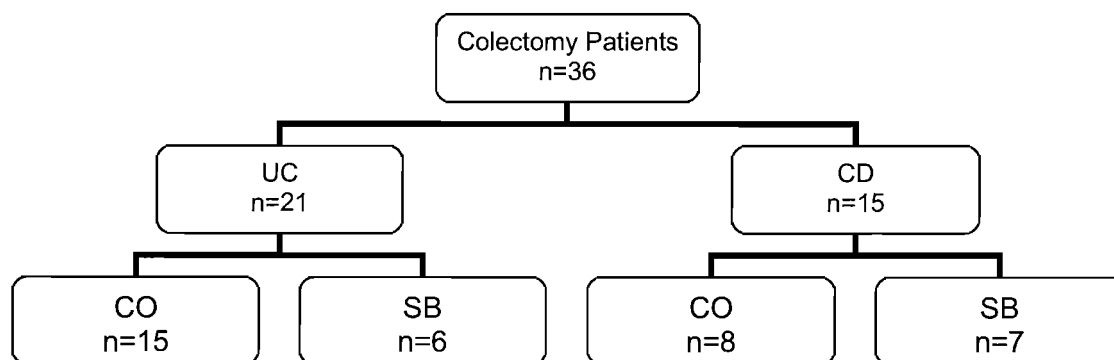 Colectomy Patients
n=36
UC
n=21
CD
n=15
CO
n=15
SB
n=6
CO
n=8
SB
n=7